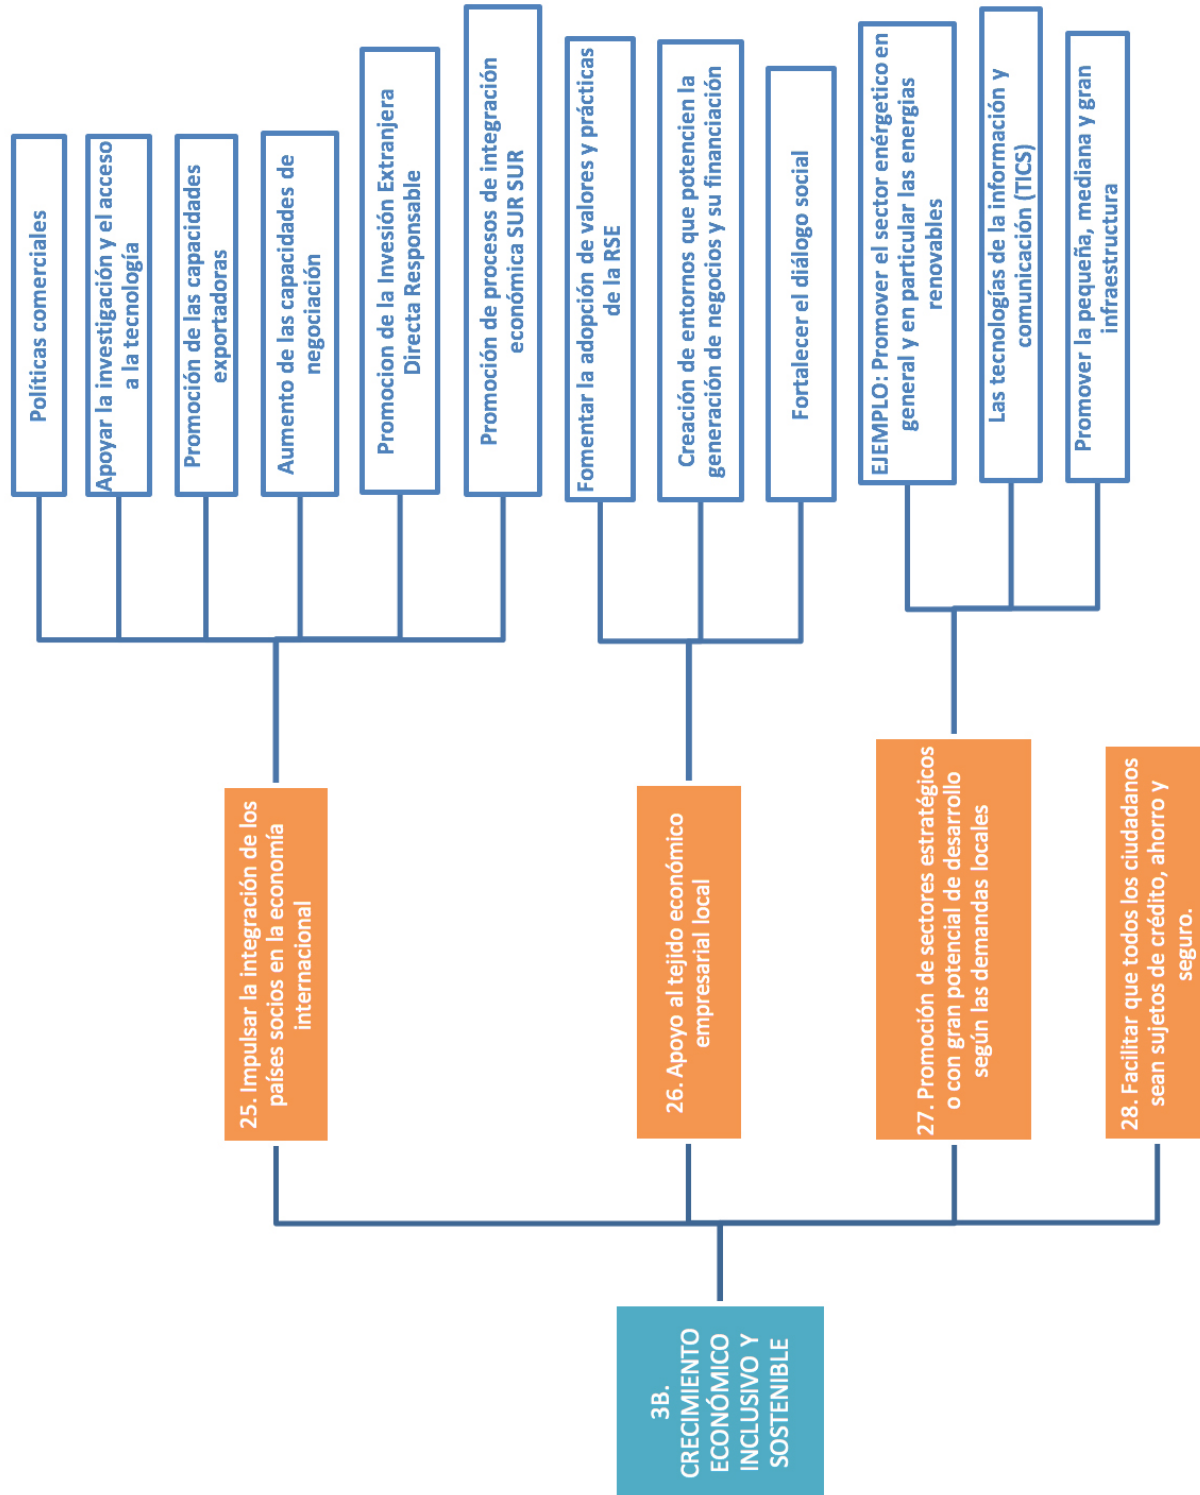 3B.
CRECIMIENTO
ECONÓMICO
INCLUSIVO Y
SOSTENIBLE
25. Impulsar la integración de los
países socios en la economía
internacional
Políticas comerciales
Apoyar la investigación y el acceso
a la tecnología
Promoción de las capacidades
exportadoras
Aumento de las capacidades de
negociación
Promocion de la Invesión Extranjera
Directa Responsable
Promoción de procesos de integración
económica SUR SUR
26. Apoyo al tejido económico
empresarial local
Fomentar la adopción de valores y prácticas
de la RSE
Creación de entornos que potencien la
generación de negocios y su financiación
Fortalecer el diálogo social
27. Promoción de sectores estratégicos
o con gran potencial de desarrollo
según las demandas locales
EJEMPLO: Promover el sector enérgetico en
general y en particular las energias
renovables
Las tecnologías de la información y
comunicación (TICS)
Promover la pequeña, mediana y gran
infraestructura
28. Facilitar que todos los ciudadanos
sean sujetos de crédito, ahorro y
seguro.